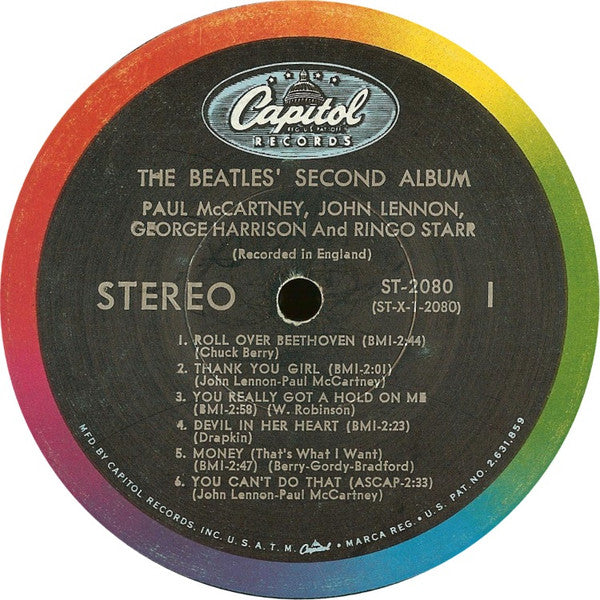 Capitol
REG. U.S. PAT. OFF.
RECORDS
THE BEATLES' SECOND ALBUM
PAUL McCARTNEY, JOHN LENNON,
GEORGE HARRISON And RINGO STARR
(Recorded in England)
STEREO
ST-2080
(ST-X-1-2080)
1
1. ROLL OVER BEETHOVEN (BMI-2:44)
(Chuck Berry)
2. THANK YOU GIRL (BMI-2:01)
(John Lennon-Paul McCartney)
3. YOU REALLY GOT A HOLD ON ME
(BMI-2:58) (W. Robinson)
4. DEVIL IN HER HEART (BMI-2:23)
(Drapkin)
5. MONEY (That's What I Want)
(BMI-2:47) (Berry-Gordy-Bradford)
6. YOU CAN'T DO THAT (ASCAP-2:33)
(John Lennon-Paul McCartney)
MFD. BY CAPITOL RECORDS, INC. U.S.A. T.M. Capitol • MARCA REG. • U.S. PAT. NO. 2,631,859